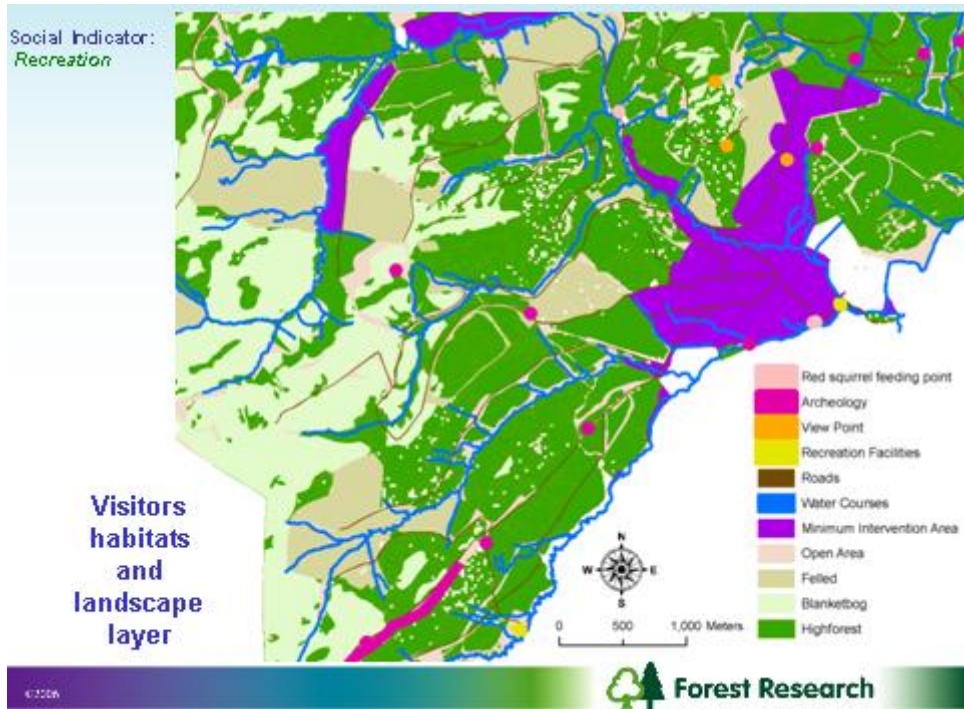 Social Indicator:
Recreation
Red squirrel feeding point
Archeology
View Point
Recreation Facilities
Roads
Water Courses
Minimum Intervention Area
Open Area
Felled
Blanketbog
Highforest
N
W E
S
0 500 1,000 Meters
Visitors
habitats
and
landscape
layer
©2006
Forest Research